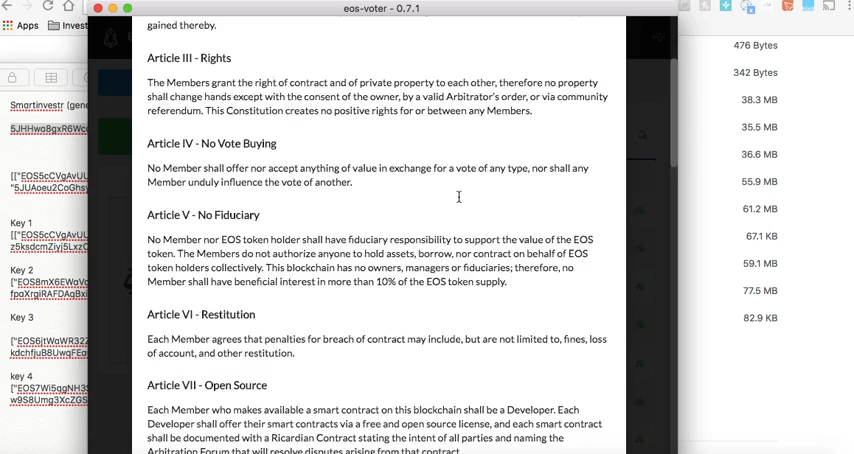 eos-voter - 0.7.1
Apps
Invest
gained thereby.
Article III - Rights
The Members grant the right of contract and of private property to each other, therefore no property
shall change hands except with the consent of the owner, by a valid Arbitrator's order, or via community
referendum. This Constitution creates no positive rights for or between any Members.
Article IV - No Vote Buying
No Member shall offer nor accept anything of value in exchange for a vote of any type, nor shall any
Member unduly influence the vote of another.
Article V - No Fiduciary
No Member nor EOS token holder shall have fiduciary responsibility to support the value of the EOS
token. The Members do not authorize anyone to hold assets, borrow, nor contract on behalf of EOS
token holders collectively. This blockchain has no owners, managers or fiduciaries; therefore, no
Member shall have beneficial interest in more than 10% of the EOS token supply.
Article VI - Restitution
Each Member agrees that penalties for breach of contract may include, but are not limited to, fines, loss
of account, and other restitution.
Article VII - Open Source
Each Member who makes available a smart contract on this blockchain shall be a Developer. Each
Developer shall offer their smart contracts via a free and open source license, and each smart contract
shall be documented with a Ricardian Contract stating the intent of all parties and naming the
Arbitration Forum that will resolve disputes arising from that contract.
Smartinvestr (gene
Key 1
Key 2
Key 3
key 4
476 Bytes
342 Bytes
38.3 MB
35.5 MB
36.6 MB
55.9 MB
61.2 MB
67.1 KB
59.1 MB
77.5 MB
82.9 KB